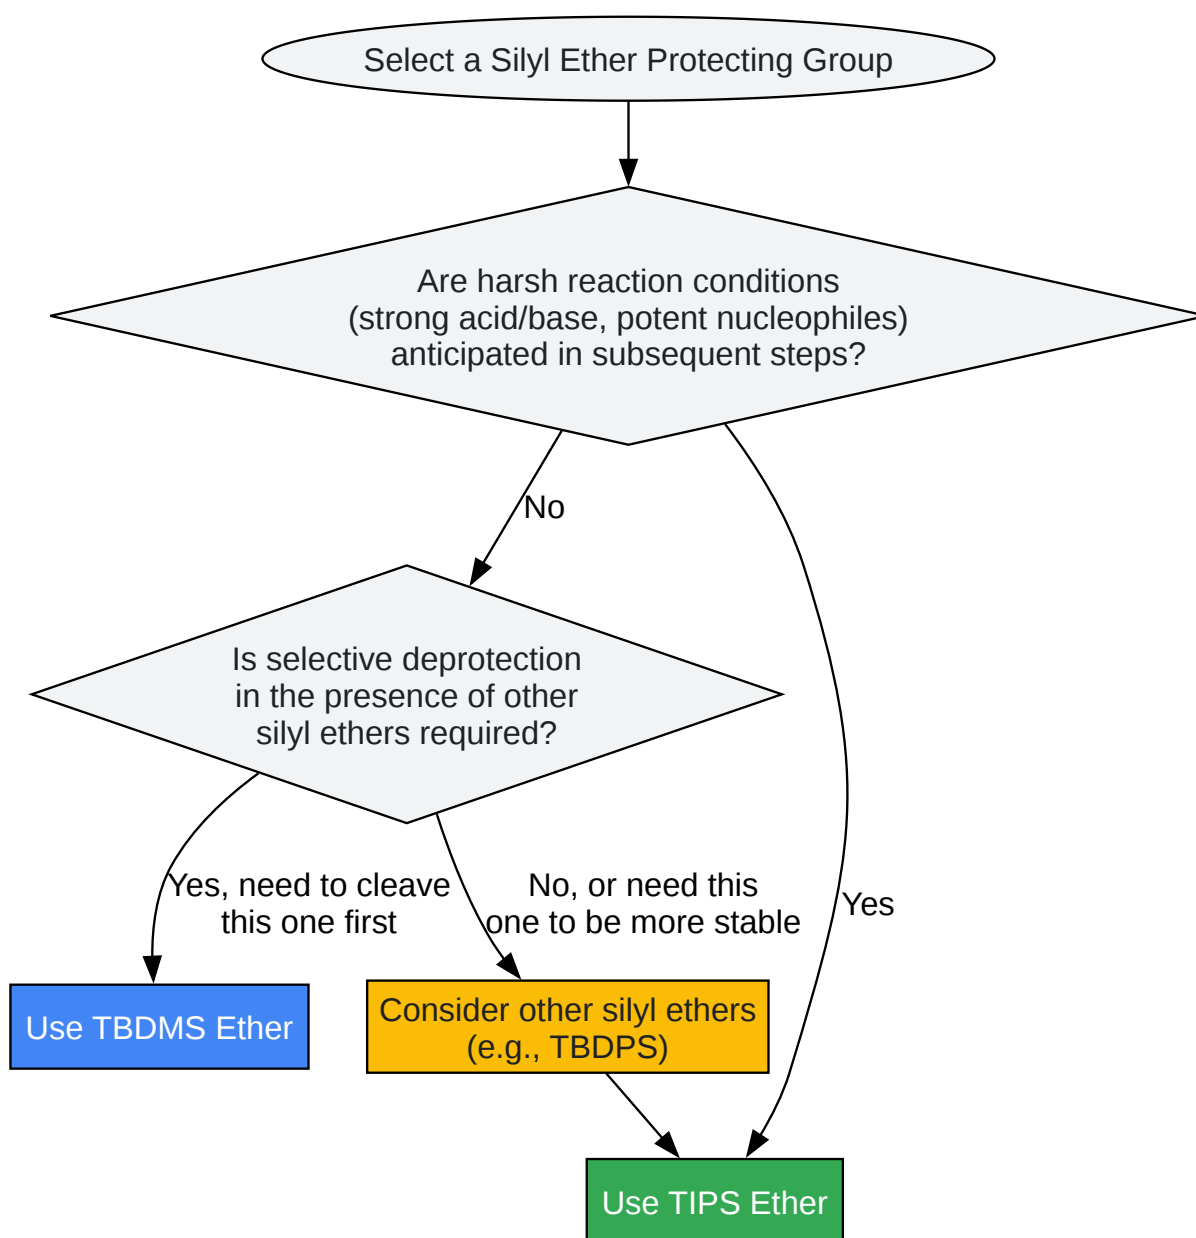 Select a Silyl Ether Protecting Group
Are harsh reaction conditions
(strong acid/base, potent nucleophiles)
anticipated in subsequent steps?
No
Is selective deprotection
in the presence of other
silyl ethers required?
Yes, need to cleave
this one first
No, or need this
one to be more stable
Yes
Use TBDMS Ether
Consider other silyl ethers
(e.g., TBDPS)
Use TIPS Ether